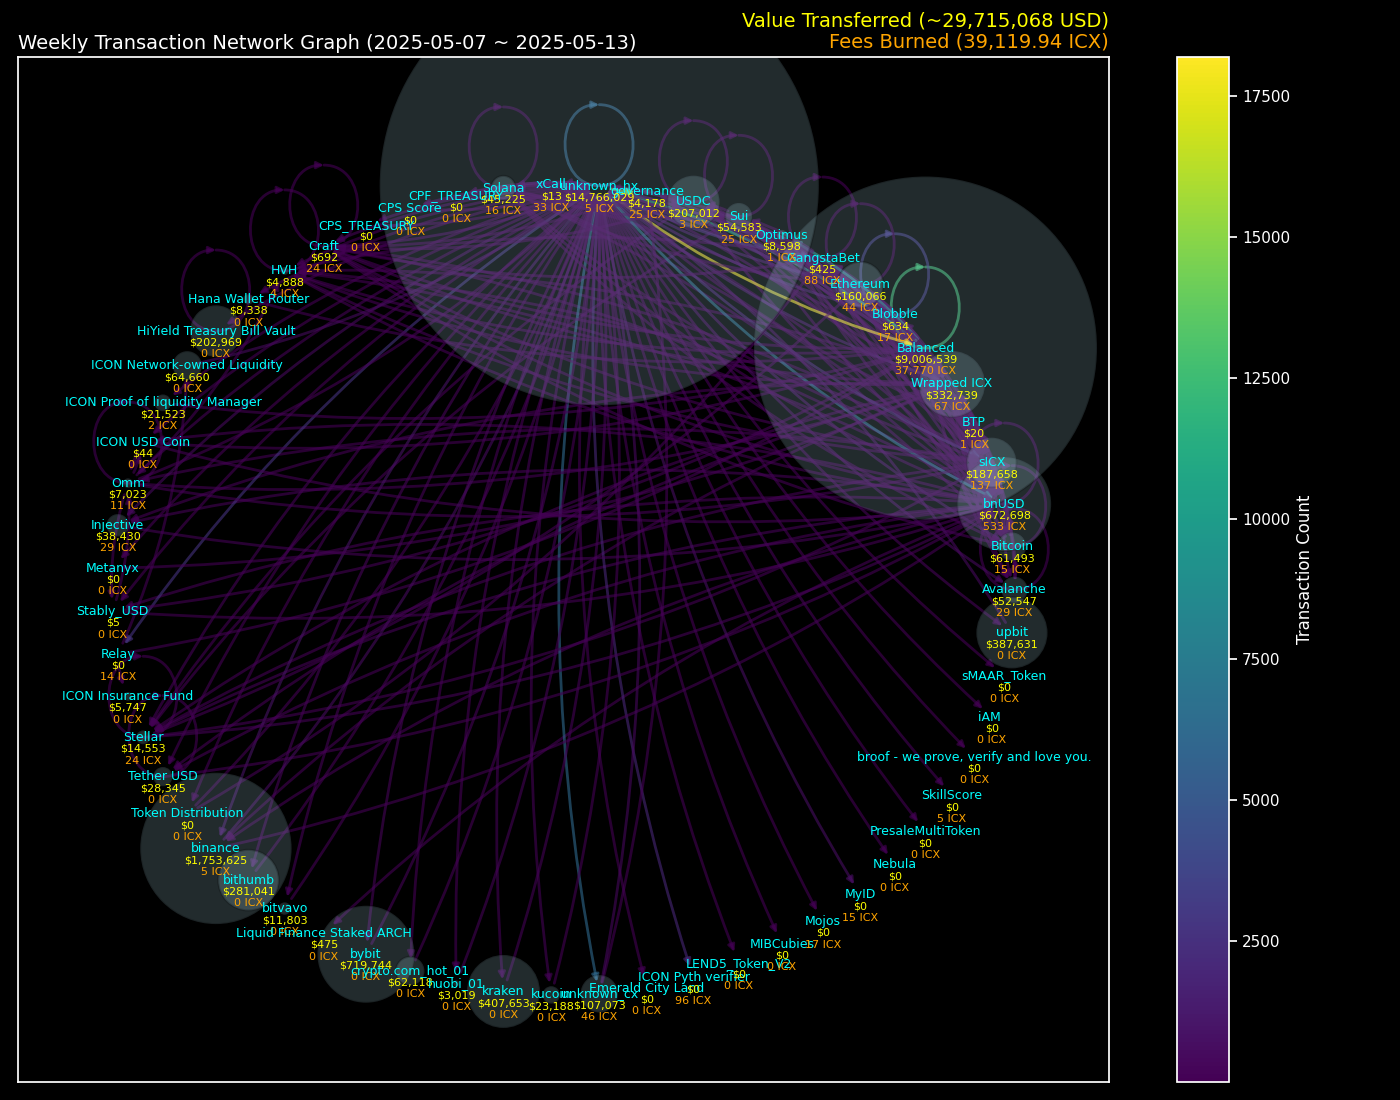 Value Transferred (~29,715,068 USD)
Weekly Transaction Network Graph (2025-05-07 ~ 2025-05-13)
Fees Burned (39,119.94 ICX)
Solana
$45,225
16 ICX
xCall
$13
33 ICX
unknown_hx
5 ICX
governance
$4,178
25 ICX
USDC
$207,012
3 ICX
Sui
$54,583
25 ICX
Optimus
$8,598
1 ICX
GangstaBet
$425
88 ICX
Ethereum
$160,066
44 ICX
Blobble
$634
17 ICX
Balanced
$9,006,539
37,770 ICX
Wrapped ICX
$332,739
67 ICX
BTP
$20
1 ICX
sICX
$187,658
137 ICX
bnUSD
$672,698
533 ICX
Bitcoin
$61,493
15 ICX
Avalanche
$52,547
29 ICX
upbit
$387,631
0 ICX
sMAAR_Token
$0
0 ICX
iAM
$0
0 ICX
broof - we prove, verify and love you.
$0
0 ICX
SkillScore
$0
5 ICX
PresaleMultiToken
$0
0 ICX
Nebula
$0
0 ICX
MyID
$0
15 ICX
Mojos
$0
17 ICX
MIBCubies
$0
0 ICX
LEND5_Token_V2
$0
0 ICX
ICON Pyth verifier
$0
96 ICX
Emerald City Land
$0
0 ICX
unknown_cx
$107,073
46 ICX
kucoin
$23,188
0 ICX
kraken
$407,653
0 ICX
huobi_01
$3,019
0 ICX
crypto.com_hot_01
$62,118
0 ICX
bybit
$719,744
0 ICX
Liquid Finance Staked ARCH
$475
0 ICX
bitvavo
$11,803
0 ICX
bithumb
$281,041
0 ICX
binance
$1,753,625
5 ICX
Token Distribution
$0
0 ICX
Tether USD
$28,345
0 ICX
Stellar
$14,553
24 ICX
ICON Insurance Fund
$5,747
0 ICX
Relay
$0
14 ICX
Stably_USD
$5
0 ICX
Metanyx
$0
0 ICX
Injective
$38,430
29 ICX
Omm
$7,023
11 ICX
ICON USD Coin
$44
0 ICX
ICON Proof of liquidity Manager
$21,523
2 ICX
ICON Network-owned Liquidity
$64,660
0 ICX
HiYield Treasury Bill Vault
$202,969
0 ICX
Hana Wallet Router
$8,338
0 ICX
HVH
$4,888
4 ICX
Craft
$692
24 ICX
CPS_TREASURY
$0
0 ICX
CPS Score
$0
0 ICX
CPF_TREASURY
$0
0 ICX
17500
15000
12500
10000
7500
5000
2500
Transaction Count